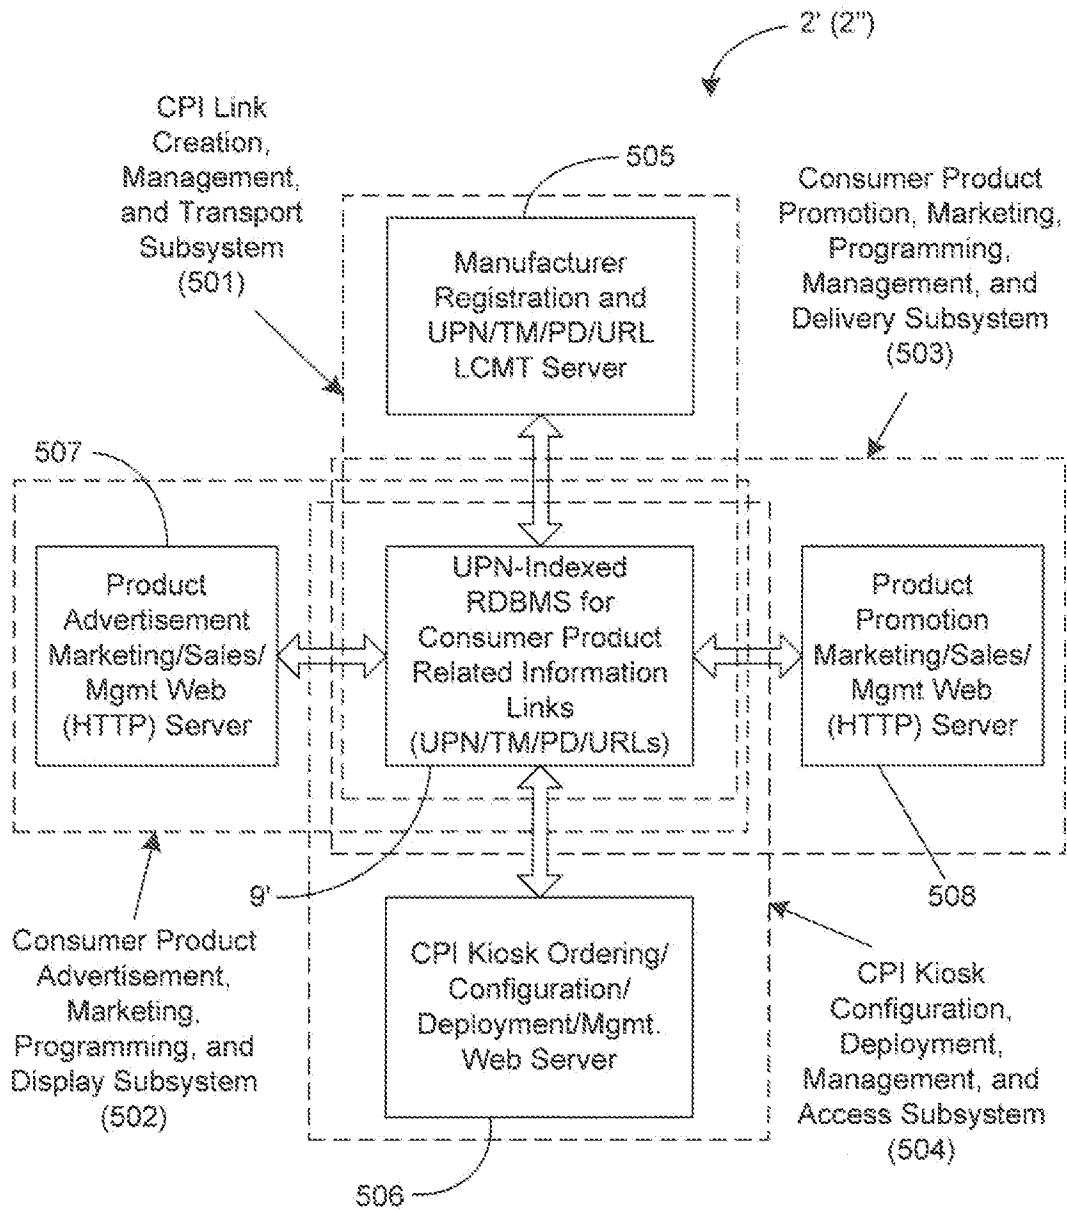 2' (2'')
CPI Link
Creation,
Management,
and Transport
Subsystem
(501)
505
Consumer Product
Promotion, Marketing,
Programming,
Management, and
Delivery Subsystem
(503)
Manufacturer
Registration and
UPN/TM/PD/URL
LCMT Server
507
Product
Advertisement
Marketing/Sales/
Mgmt Web
(HTTP) Server
UPN-Indexed
RDBMS for
Consumer Product
Related Information
Links
(UPN/TM/PD/URLs)
Product
Promotion
Marketing/Sales/
Mgmt Web
(HTTP) Server
9'
508
Consumer Product
Advertisement,
Marketing,
Programming, and
Display Subsystem
(502)
CPI Kiosk Ordering/
Configuration/
Deployment/Mgmt.
Web Server
CPI Kiosk
Configuration,
Deployment,
Management, and
Access Subsystem
(504)
506